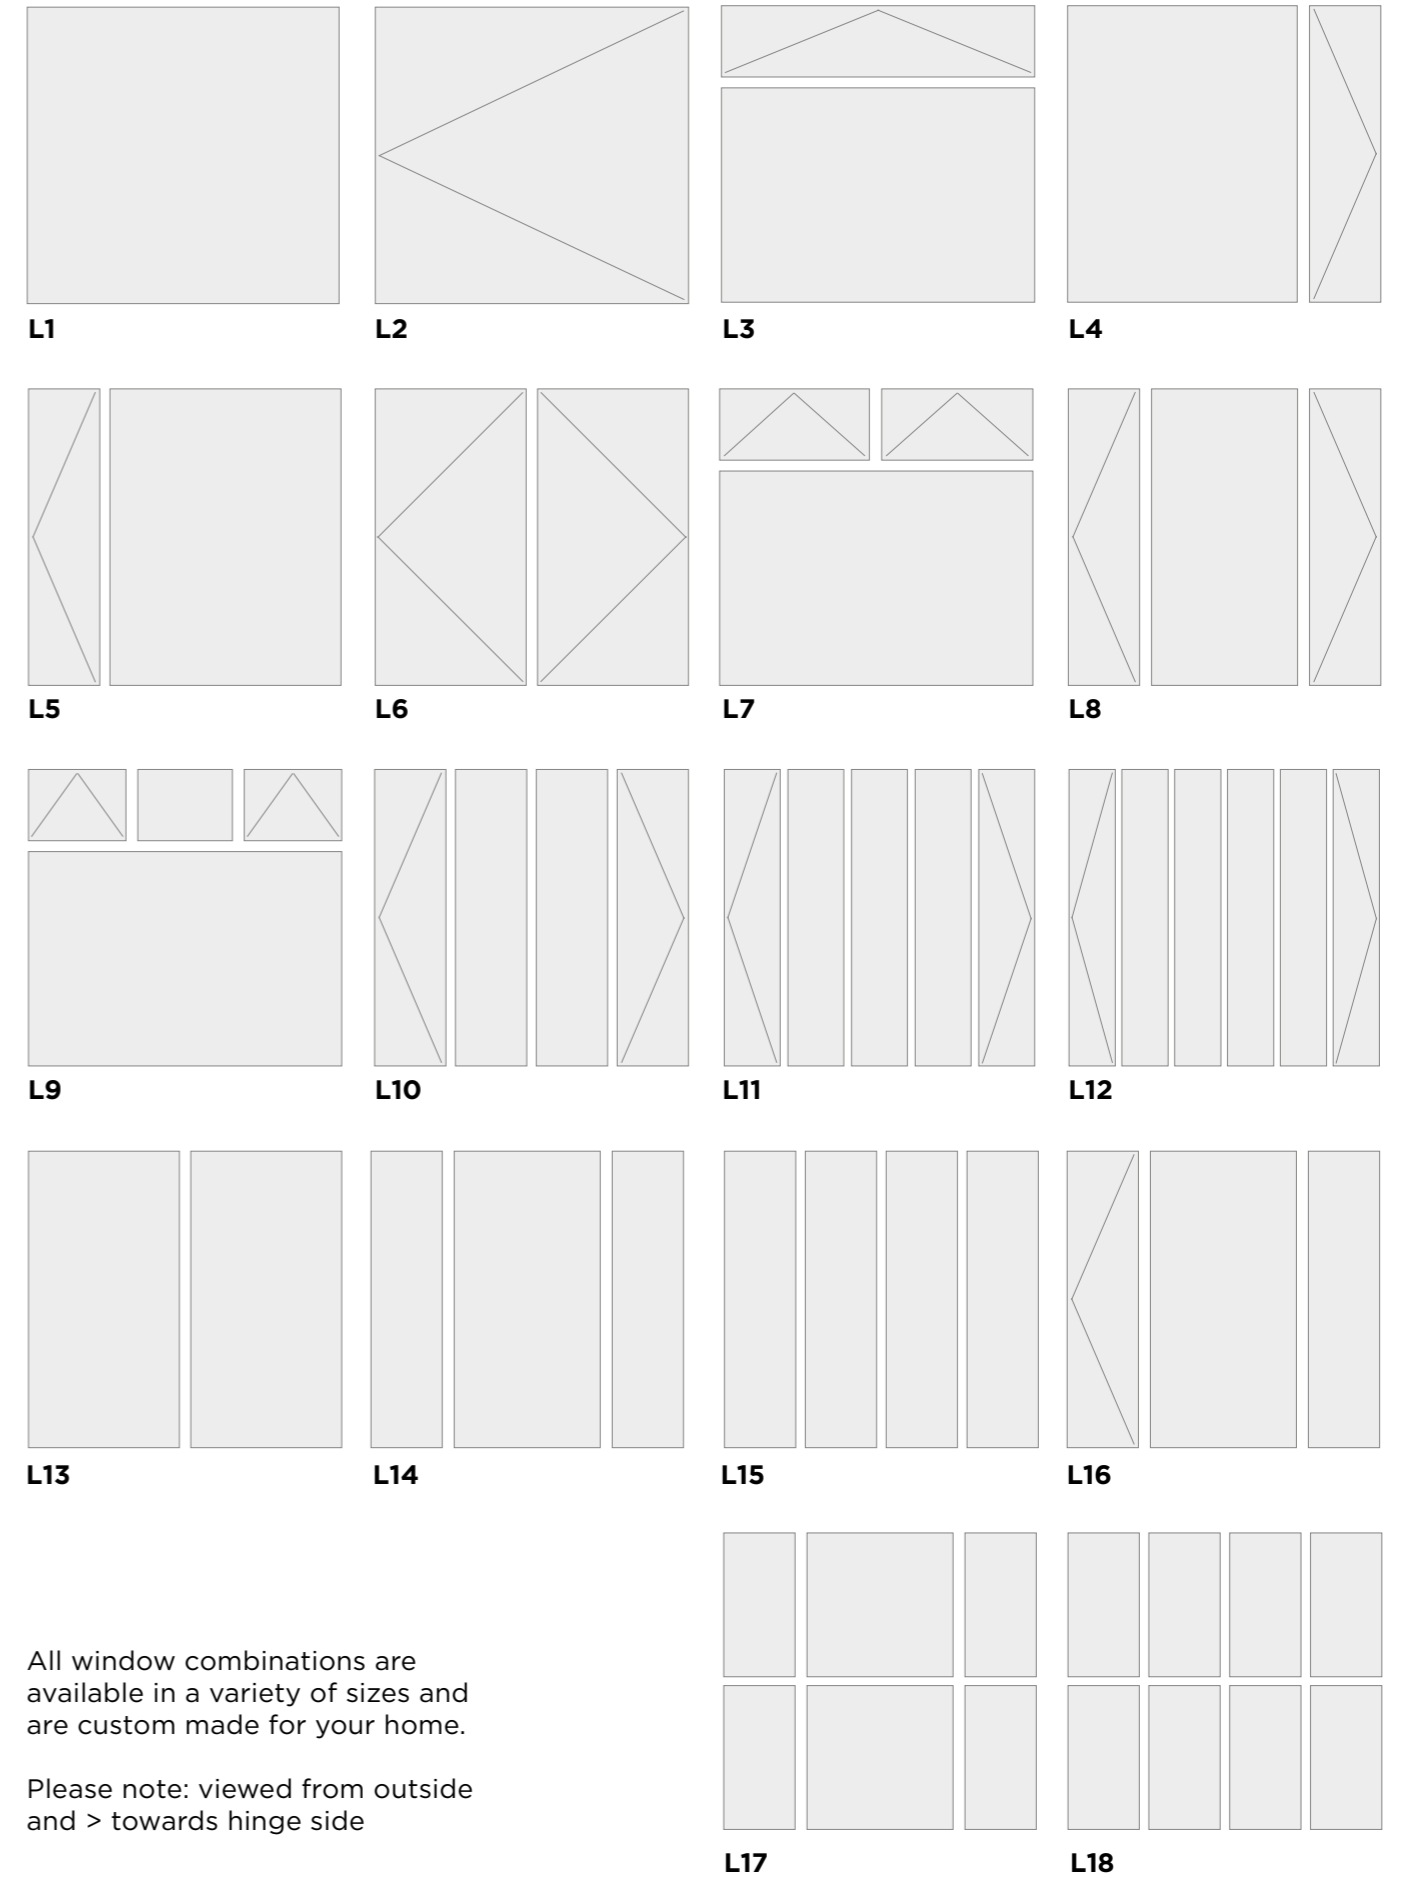 L1
L2
L3
L4
L5
L6
L7
L8
L9
L10
L11
L12
L13
L14
L15
L16
All window combinations are
available in a variety of sizes and
are custom made for your home.
Please note: viewed from outside
and > towards hinge side
L17
L18